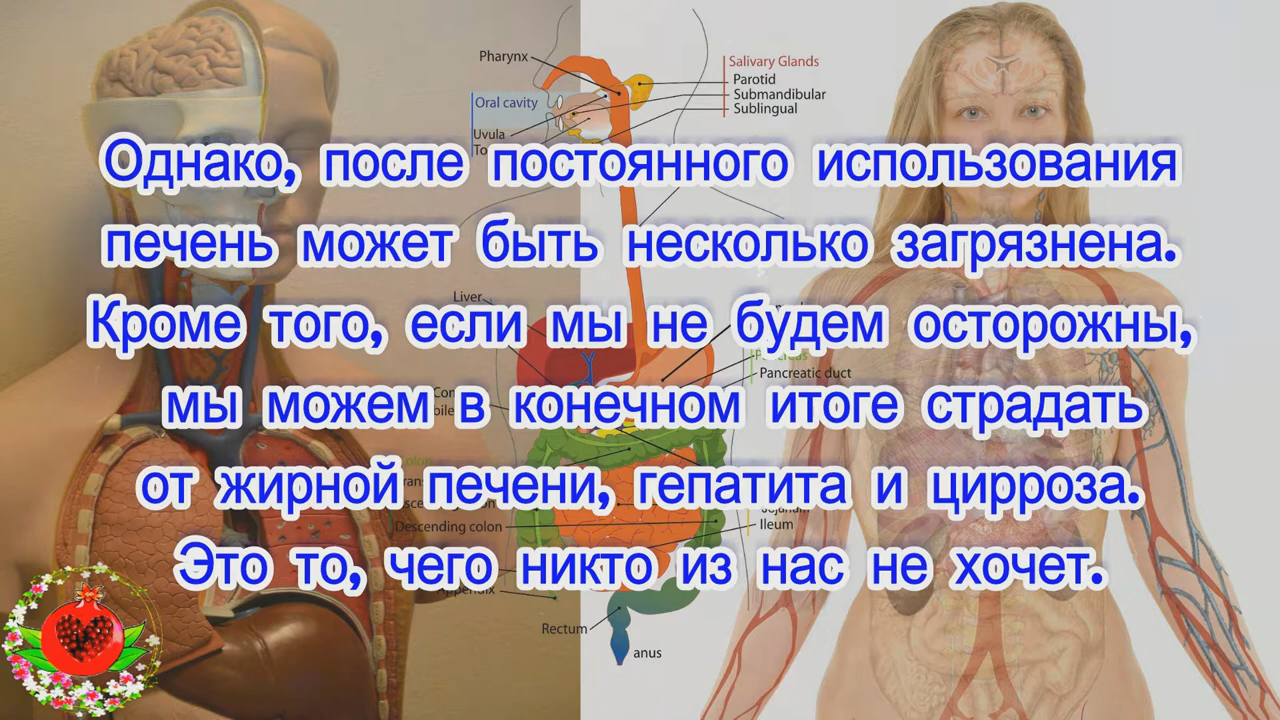 Pharynx
Salivary Glands
Parotid
Submandibular
Sublingual
Oral cavity
Uvula
Однако, после постоянного использования
печень может быть несколько загрязнена.
Liver
Кроме того, если мы не будем осторожны,
Pancreatic duct
мы можем в конечном итоге страдать
от жирной печени, гепатита и цирроза.
Descending colon
Ileum
Это то, чего никто из нас не хочет.
Appendix
Rectum
anus